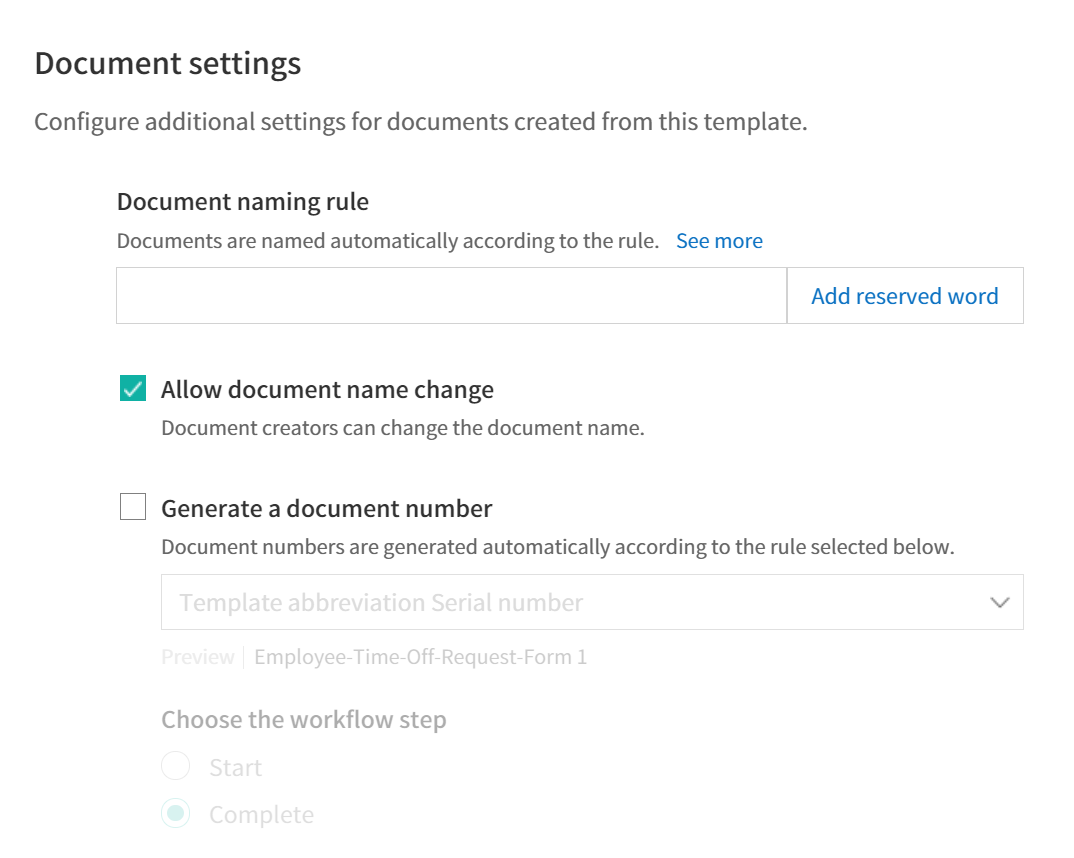 Document settings
Configure additional settings for documents created from this template.
Document naming rule
Documents are named automatically according to the rule. See more
Add reserved word
Allow document name change
Document creators can change the document name.
Generate a document number
Document numbers are generated automatically according to the rule selected below.
Template abbreviation Serial number
Preview Employee-Time-Off-Request-Form 1
Choose the workflow step
Start
Complete